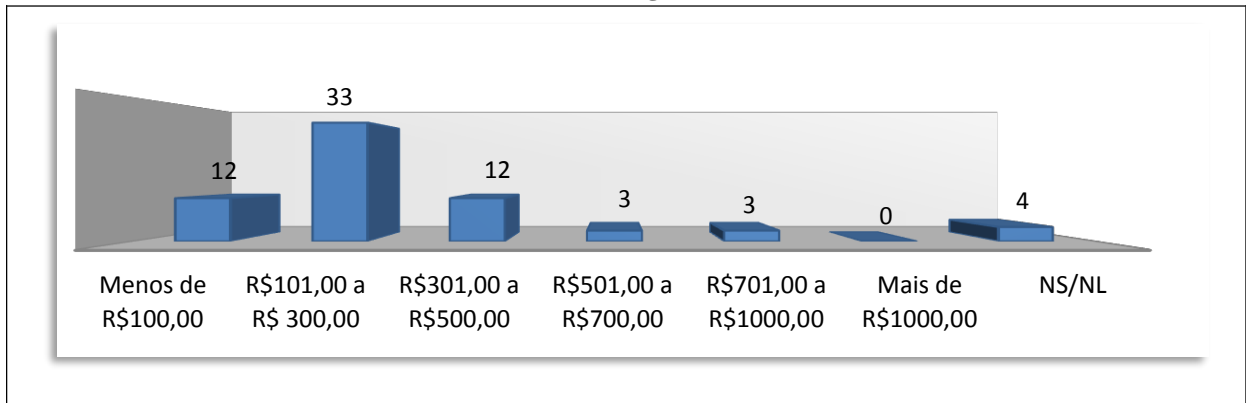 33
12
12
3
3
0
4
Menos de R$100,00
R$101,00 a R$ 300,00
R$301,00 a R$500,00
R$501,00 a R$700,00
R$701,00 a R$1000,00
Mais de R$1000,00
NS/NL